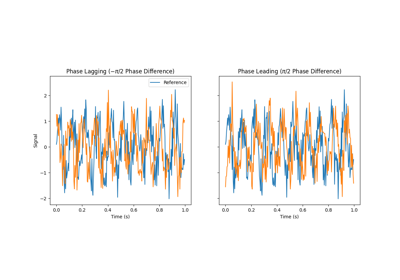 Phase Lagging (−π/2 Phase Difference)
Reference
Signal
2
1
0
−1
−2
0.0 0.2 0.4 0.6 0.8 1.0
Time (s)
Phase Leading (π/2 Phase Difference)
0.0 0.2 0.4 0.6 0.8 1.0
Time (s)